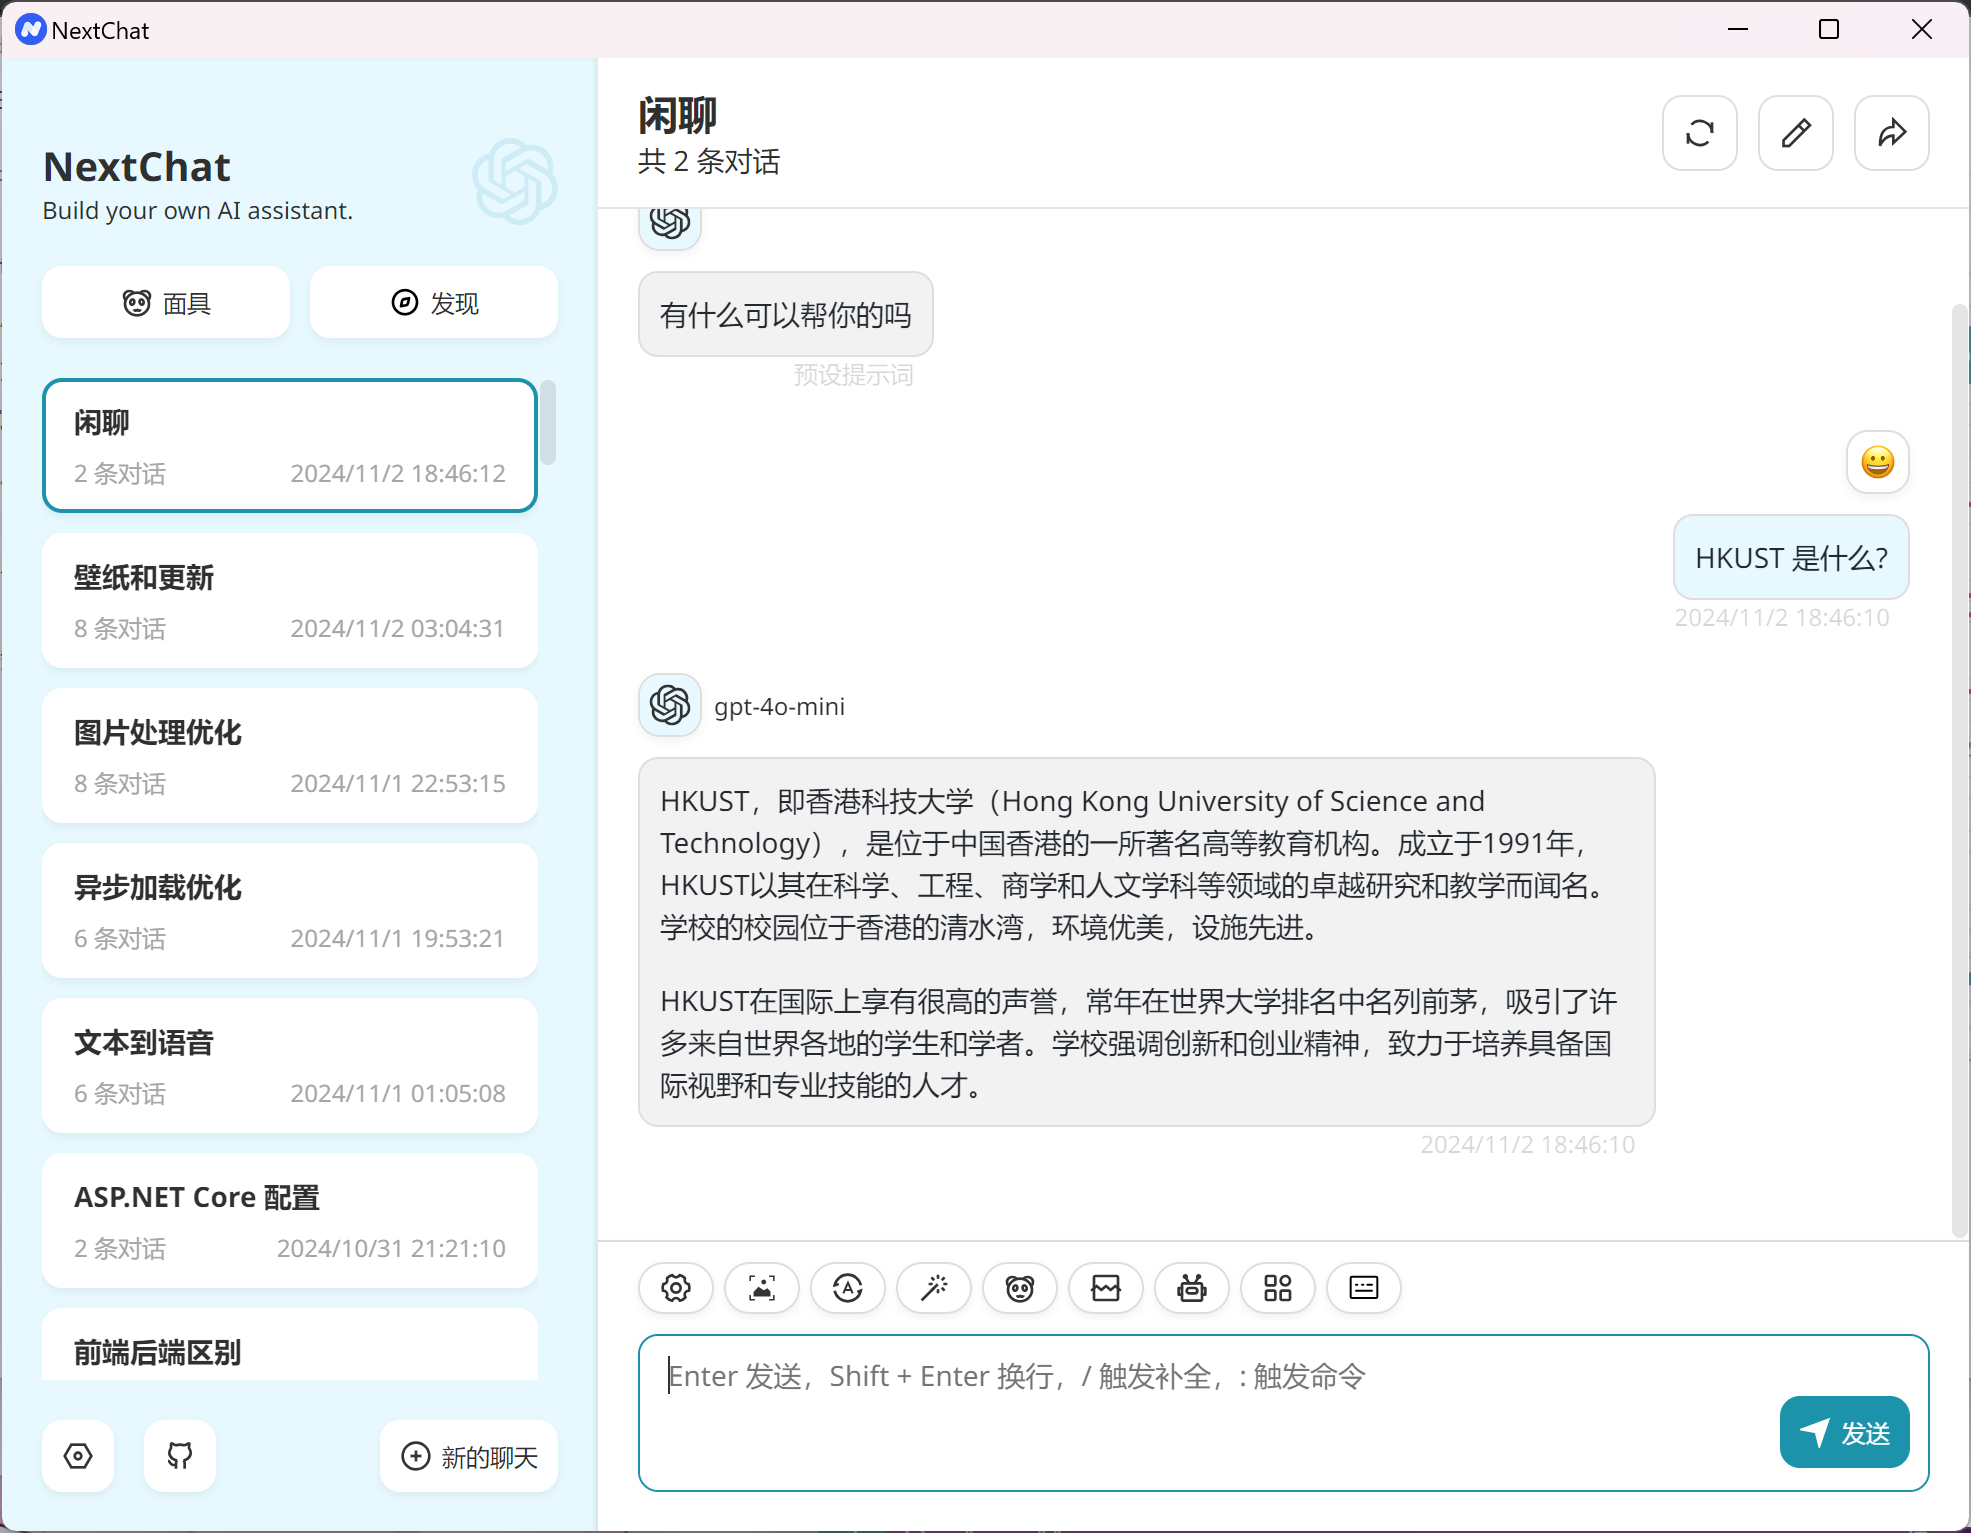 NextChat
NextChat
Build your own AI assistant.
面具
发现
闲聊
2 条对话
2024/11/2 18:46:12
壁纸和更新
8 条对话
2024/11/2 03:04:31
图片处理优化
8 条对话
2024/11/1 22:53:15
异步加载优化
6 条对话
2024/11/1 19:53:21
文本到语音
6 条对话
2024/11/1 01:05:08
ASP.NET Core 配置
2 条对话
2024/10/31 21:21:10
前端后端区别
新的聊天
闲聊
共 2 条对话
有什么可以帮你的吗
预设提示词
HKUST 是什么?
2024/11/2 18:46:10
gpt-4o-mini
HKUST，即香港科技大学（Hong Kong University of Science and
Technology），是位于中国香港的一所著名高等教育机构。成立于1991年，
HKUST以其在科学、工程、商学和人文学科等领域的卓越研究和教学而闻名。
学校的校园位于香港的清水湾，环境优美，设施先进。
HKUST在国际上享有很高的声誉，常年在世界大学排名中名列前茅，吸引了许
多来自世界各地的学生和学者。学校强调创新和创业精神，致力于培养具备国
际视野和专业技能的人才。
2024/11/2 18:46:10
Enter 发送，Shift + Enter 换行，/ 触发补全，: 触发命令
发送